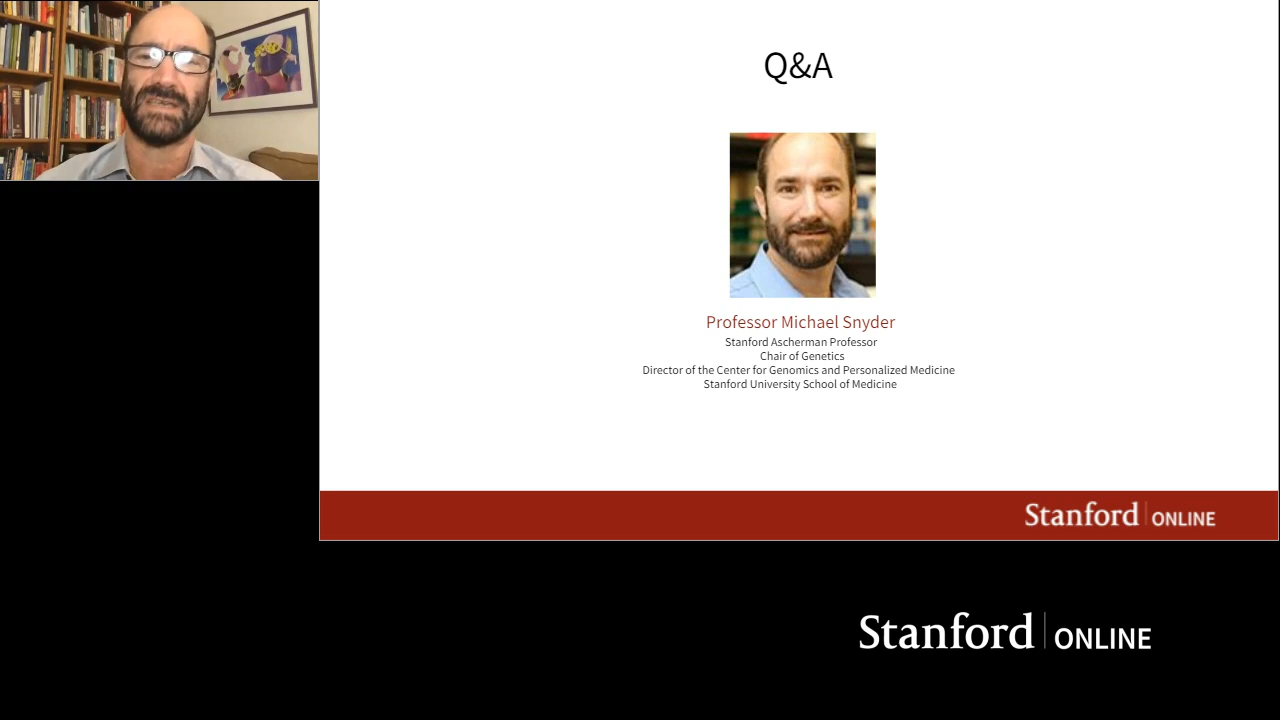 Q&A
Professor Michael Snyder
Stanford Ascherman Professor
Chair of Genetics
Director of the Center for Genomics and Personalized Medicine
Stanford University School of Medicine
Stanford ONLINE
Stanford ONLINE